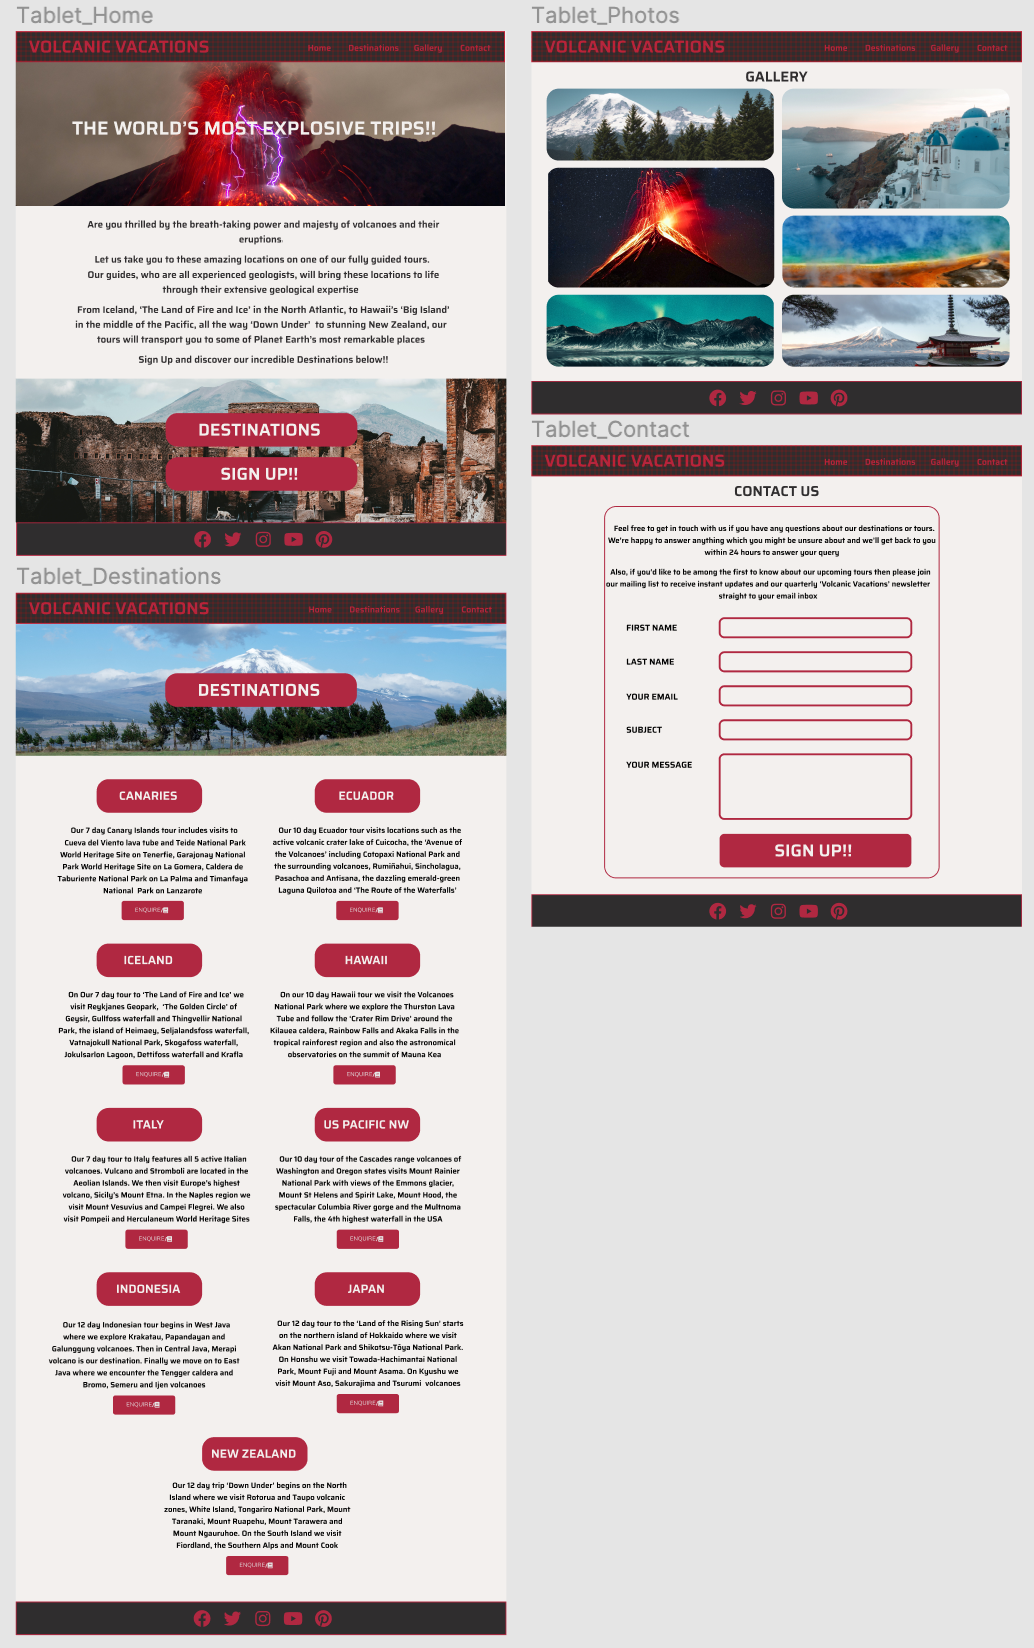 Tablet_Home
VOLCANIC VACATIONS
Home Destinations Gallery Contact
THE WORLD'S MOST EXPLOSIVE TRIPS!!
Are you thrilled by the breath-taking power and majesty of volcanoes and their
eruptions.
Let us take you to these amazing locations on one of our fully guided tours.
Our guides, who are all experienced geologists, will bring these locations to life
through their extensive geological expertise
From Iceland, 'The Land of Fire and Ice' in the North Atlantic, to Hawaii's 'Big Island'
in the middle of the Pacific, all the way 'Down Under' to stunning New Zealand, our
tours will transport you to some of Planet Earth's most remarkable places
Sign Up and discover our incredible Destinations below!!
DESTINATIONS
SIGN UP!!
Tablet_Destinations
VOLCANIC VACATIONS
Home Destinations Gallery Contact
DESTINATIONS
CANARIES
Our 7 day Canary Islands tour includes visits to
Cueva del Viento lava tube and Teide National Park
World Heritage Site on Tenerfie, Garajonay National
Park World Heritage Site on La Gomera, Caldera de
Taburiente National Park on La Palma and Timanfaya
National Park on Lanzarote
ENQUIRE/
ECUADOR
Our 10 day Ecuador tour visits locations such as the
active volcanic crater lake of Cuicocha, the 'Avenue of
the Volcanoes' including Cotopaxi National Park and
the surrounding volcanoes, Rumiñahui, Sincholagua,
Pasachoa and Antisana, the dazzling emerald-green
Laguna Quilotoa and 'The Route of the Waterfalls'
ENQUIRE/
ICELAND
On Our 7 day tour to 'The Land of Fire and Ice' we
visit Reykjanes Geopark, 'The Golden Circle' of
Geysir, Gullfoss waterfall and Thingvellir National
Park, the island of Heimaey, Seljalandsfoss waterfall,
Vatnajokull National Park, Skogafoss waterfall,
Jokulsarlon Lagoon, Dettifoss waterfall and Krafla
ENQUIRE/
HAWAII
On our 10 day Hawaii tour we visit the Volcanoes
National Park where we explore the Thurston Lava
Tube and follow the 'Crater Rim Drive' around the
Kilauea caldera, Rainbow Falls and Akaka Falls in the
tropical rainforest region and also the astronomical
observatories on the summit of Mauna Kea
ENQUIRE/
ITALY
Our 7 day tour to Italy features all 5 active Italian
volcanoes. Vulcano and Stromboli are located in the
Aeolian Islands. We then visit Europe's highest
volcano, Sicily's Mount Etna. In the Naples region we
visit Mount Vesuvius and Campei Flegrei. We also
visit Pompeii and Herculaneum World Heritage Sites
ENQUIRE/
US PACIFIC NW
Our 10 day tour of the Cascades range volcanoes of
Washington and Oregon states visits Mount Rainier
National Park with views of the Emmons glacier,
Mount St Helens and Spirit Lake, Mount Hood, the
spectacular Columbia River gorge and the Multnoma
Falls, the 4th highest waterfall in the USA
ENQUIRE/
INDONESIA
Our 12 day Indonesian tour begins in West Java
where we explore Krakatau, Papandayan and
Galunggung volcanoes. Then in Central Java, Merapi
volcano is our destination. Finally we move on to East
Java where we encounter the Tengger caldera and
Bromo, Semeru and Ijen volcanoes
ENQUIRE/
JAPAN
Our 12 day tour to the 'Land of the Rising Sun' starts
on the northern island of Hokkaido where we visit
Akan National Park and Shikotsu-Tōya National Park.
On Honshu we visit Towada-Hachimantai National
Park, Mount Fuji and Mount Asama. On Kyushu we
visit Mount Aso, Sakurajima and Tsurumi volcanoes
ENQUIRE/
NEW ZEALAND
Our 12 day trip 'Down Under' begins on the North
Island where we visit Rotorua and Taupo volcanic
zones, White Island, Tongariro National Park, Mount
Taranaki, Mount Ruapehu, Mount Tarawera and
Mount Ngauruhoe. On the South Island we visit
Fiordland, the Southern Alps and Mount Cook
ENQUIRE/
Tablet_Photos
VOLCANIC VACATIONS
Home Destinations Gallery Contact
GALLERY
Tablet_Contact
VOLCANIC VACATIONS
Home Destinations Gallery Contact
CONTACT US
Feel free to get in touch with us if you have any questions about our destinations or tours.
We're happy to answer anything which you might be unsure about and we'll get back to you
within 24 hours to answer your query
Also, if you'd like to be among the first to know about our upcoming tours then please join
our mailing list to receive instant updates and our quarterly 'Volcanic Vacations' newsletter
straight to your email inbox
FIRST NAME
LAST NAME
YOUR EMAIL
SUBJECT
YOUR MESSAGE
SIGN UP!!